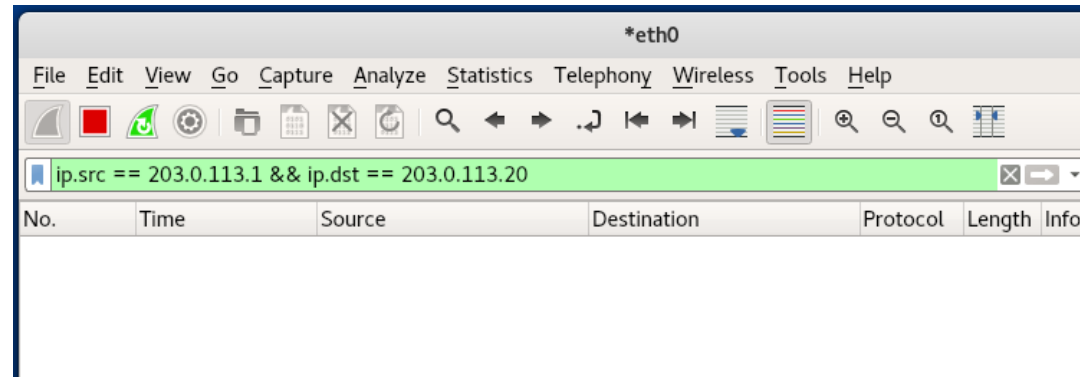 *eth0
File Edit View Go Capture Analyze Statistics Telephony Wireless Tools Help
ip.src == 203.0.113.1 && ip.dst == 203.0.113.20
No. Time Source Destination Protocol Length Info